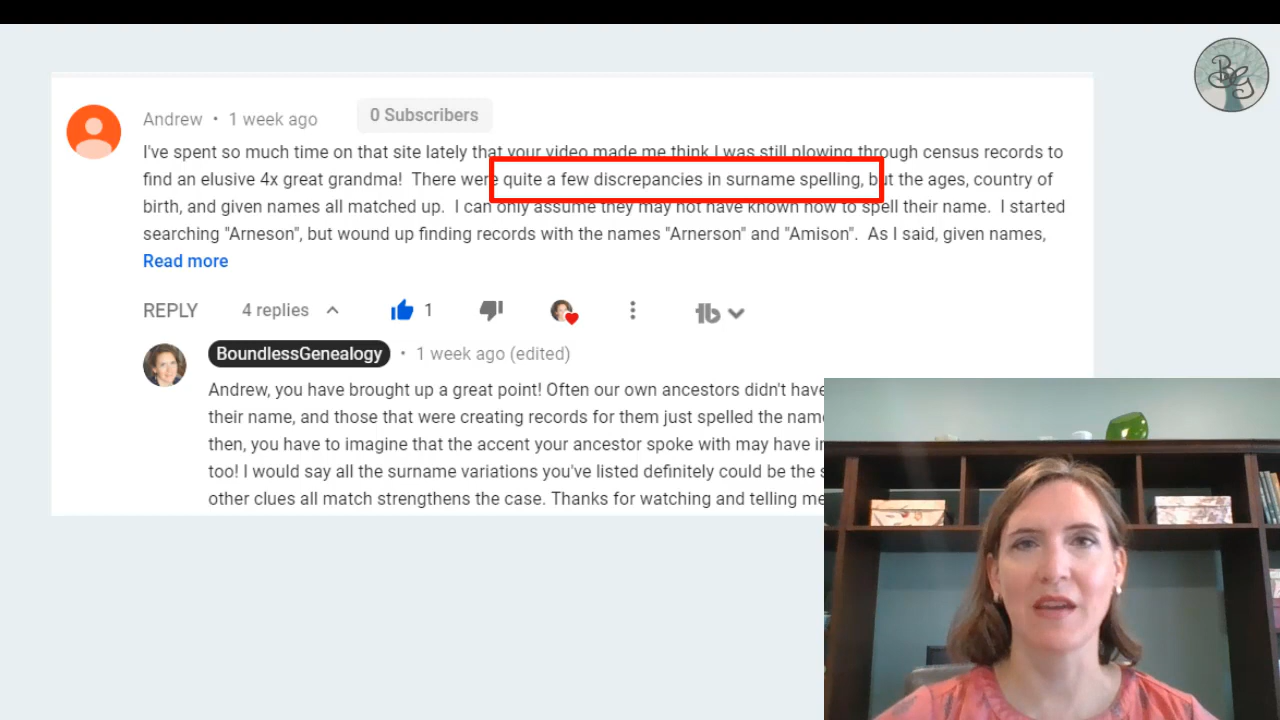 Andrew • 1 week ago 0 Subscribers
I've spent so much time on that site lately that your video made me think I was still plowing through census records to
find an elusive 4x great grandma! There were quite a few discrepancies in surname spelling, but the ages, country of
birth, and given names all matched up. I can only assume they may not have known how to spell their name. I started
searching "Arneson", but wound up finding records with the names "Arnerson" and "Amison". As I said, given names,
Read more
REPLY 4 replies 1
BoundlessGenealogy • 1 week ago (edited)
Andrew, you have brought up a great point! Often our own ancestors didn't have
their name, and those that were creating records for them just spelled the
then, you have to imagine that the accent your ancestor spoke with may have
too! I would say all the surname variations you've listed definitely could be the
other clues all match strengthens the case. Thanks for watching and telling me
BG